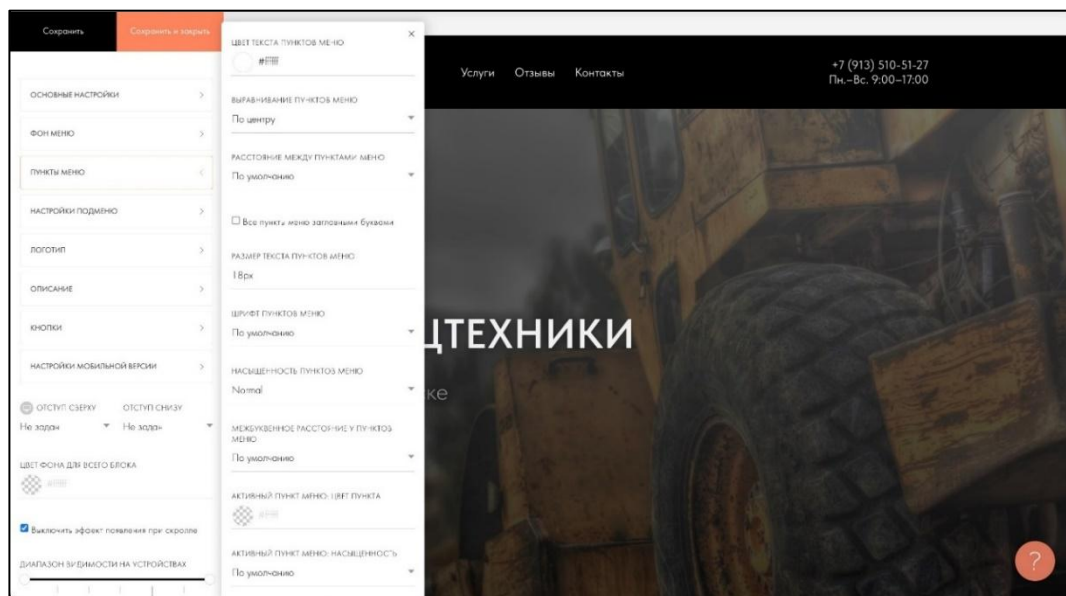 Сохранить
Сохранить и закрыть
ОСНОВНЫЕ НАСТРОЙКИ
ФОН МЕНЮ
ПУНКТЫ МЕНЮ
НАСТРОЙКИ ПОДМЕНЮ
ЛОГОТИП
ОПИСАНИЕ
КНОПКИ
НАСТРОЙКИ МОБИЛЬНОЙ ВЕРСИИ
ОТСТУП СВЕРХУ
ОТСТУП СНИЗУ
Не задан
Не задан
ЦВЕТ ФОНА ДЛЯ ВСЕГО БЛОКА
#ffffff
Выключить эффект появления при скролле
ДИАПАЗОН ВИДИМОСТИ НА УСТРОЙСТВАХ
ЦВЕТ ТЕКСТА ПУНКТОВ МЕНЮ
#ffffff
ВЫРАВНИВАНИЕ ПУНКТОВ МЕНЮ
По центру
РАССТОЯНИЕ МЕЖДУ ПУНКТАМИ МЕНЮ
По умолчанию
Все пункты меню заглавными буквами
РАЗМЕР ТЕКСТА ПУНКТОВ МЕНЮ
18px
ШРИФТ ПУНКТОВ МЕНЮ
По умолчанию
НАСЫЩЕННОСТЬ ПУНКТОВ МЕНЮ
Normal
МЕЖБУКВЕННОЕ РАССТОЯНИЕ У ПУНКТОВ
МЕНЮ
По умолчанию
АКТИВНЫЙ ПУНКТ МЕНЮ: ЦВЕТ ПУНКТА
#ffffff
АКТИВНЫЙ ПУНКТ МЕНЮ: НАСЫЩЕННОСТЬ
По умолчанию
Услуги Отзывы Контакты
+7 (913) 510-51-27
Пн.–Вс. 9:00–17:00
ЦТЕХНИКИ
ке
?